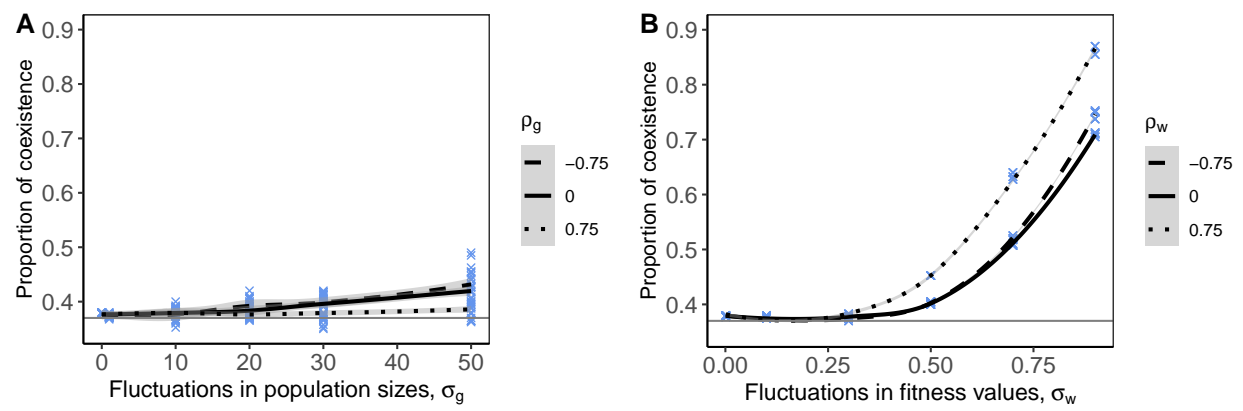 A
Proportion of coexistence
0.9
0.8
0.7
0.6
0.5
0.4
0 10 20 30 40 50
Fluctuations in population sizes, σg
ρg
−0.75
0
0.75
B
Proportion of coexistence
0.9
0.8
0.7
0.6
0.5
0.4
0.00 0.25 0.50 0.75
Fluctuations in fitness values, σw
ρw
−0.75
0
0.75